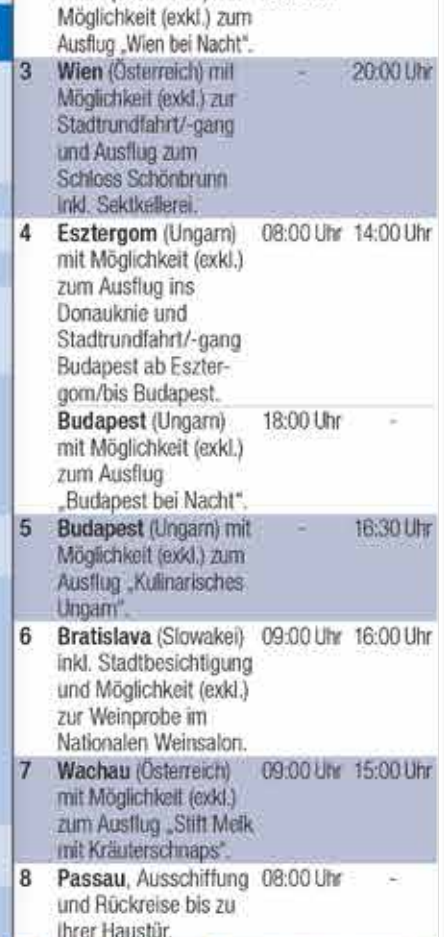 Möglichkeit (exkl.) zum
Ausflug „Wien bei Nacht“.
3 Wien (Österreich) mit - 20:00 Uhr
Möglichkeit (exkl.) zur
Stadtrundfahrt/-gang
und Ausflug zum
Schloss Schönbrunn
inkl. Sektkellerei.
4 Esztergom (Ungarn) 08:00 Uhr 14:00 Uhr
mit Möglichkeit (exkl.)
zum Ausflug ins
Donauknie und
Stadtrundfahrt/-gang
Budapest ab Eszter-
gom/bis Budapest.
Budapest (Ungarn) 18:00 Uhr -
mit Möglichkeit (exkl.)
zum Ausflug
„Budapest bei Nacht“.
5 Budapest (Ungarn) mit - 16:30 Uhr
Möglichkeit (exkl.) zum
Ausflug „Kulinarisches
Ungarn“.
6 Bratislava (Slowakei) 09:00 Uhr 16:00 Uhr
inkl. Stadtbesichtigung
und Möglichkeit (exkl.)
zur Weinprobe im
Nationalen Weinsalon.
7 Wachau (Österreich) 09:00 Uhr 15:00 Uhr
mit Möglichkeit (exkl.)
zum Ausflug „Stift Melk
mit Kräuterschnaps“.
8 Passau, Ausschiffung 08:00 Uhr -
und Rückreise bis zu
Ihrer Haustür.